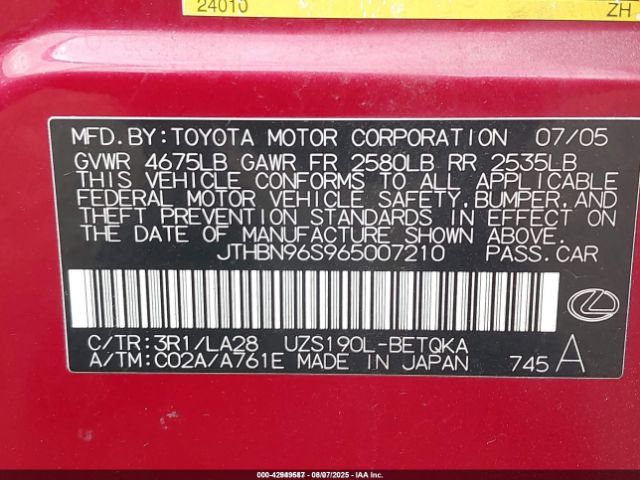 24010 ZH
MFD.BY:TOYOTA MOTOR CORPORATION 07/05
GVWR 4675LB GAWR FR 2580LB RR 2535LB
THIS VEHICLE CONFORMS TO ALL APPLICABLE
FEDERAL MOTOR VEHICLE SAFETY,BUMPER,AND
THEFT PREVENTION STANDARDS IN EFFECT ON
THE DATE OF MANUFACTURE SHOWN ABOVE.
JTHBN96S965007210 PASS.CAR
C/TR:3R1/LA28 UZS190L-BETQKA
A/TM:C02A/A761E MADE IN JAPAN 745 A
000-42949587 - 08/07/2025 - IAA Inc.